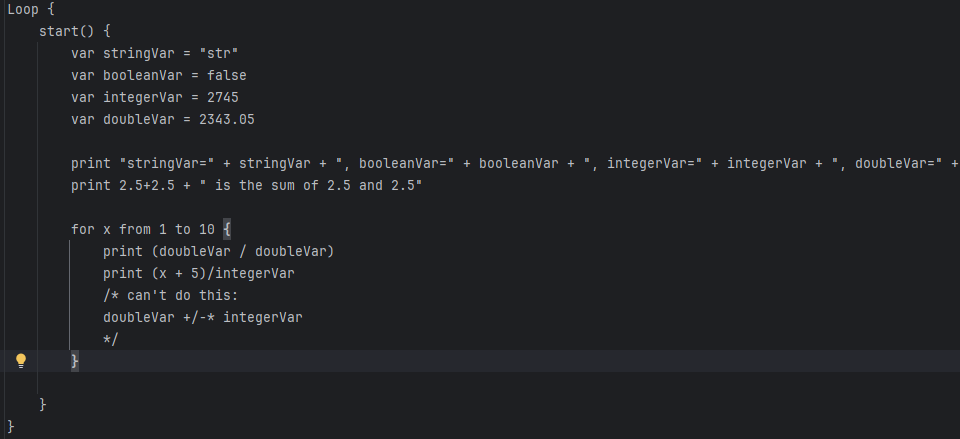 Loop {
start() {
var stringVar = "str"
var booleanVar = false
var integerVar = 2745
var doubleVar = 2343.05
print "stringVar=" + stringVar + ", booleanVar=" + booleanVar + ", integerVar=" + integerVar + ", doubleVar=" +
print 2.5+2.5 + " is the sum of 2.5 and 2.5"
for x from 1 to 10 {
print (doubleVar / doubleVar)
print (x + 5)/integerVar
/* can't do this:
doubleVar +/-* integerVar
*/
}
}
}